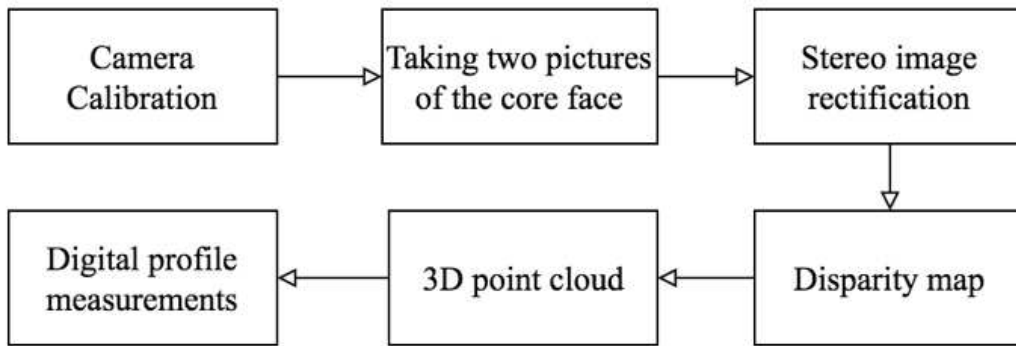 Camera
Calibration
Taking two pictures
of the core face
Stereo image
rectification
Disparity map
3D point cloud
Digital profile
measurements